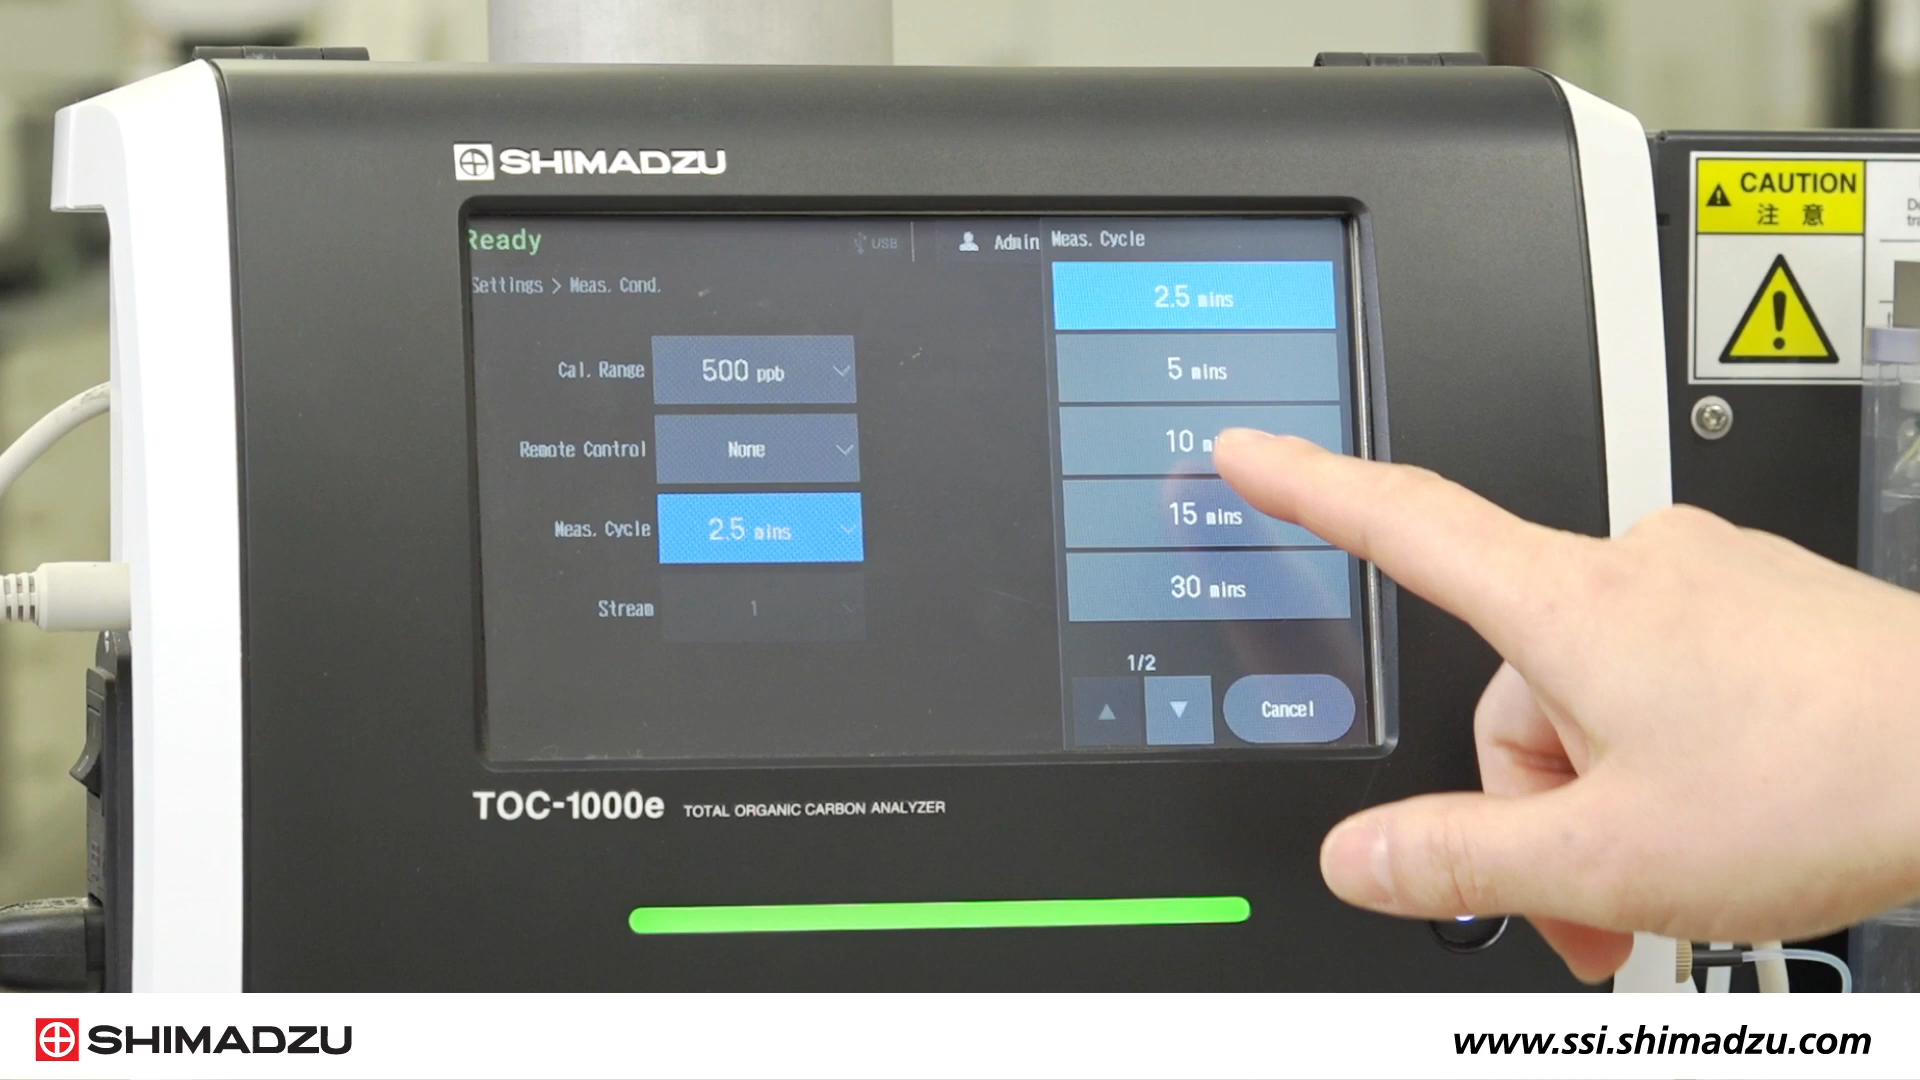 SHIMADZU
Ready
USB
Admin
Settings > Meas. Cond.
Cal. Range
500 ppb
Remote Control
None
Meas. Cycle
2.5 mins
Stream
1
Meas. Cycle
2.5 mins
5 mins
10
15 mins
30 mins
1/2
▲
▼
Cancel
TOC-1000e TOTAL ORGANIC CARBON ANALYZER
CAUTION
注 意
SHIMADZU
www.ssi.shimadzu.com